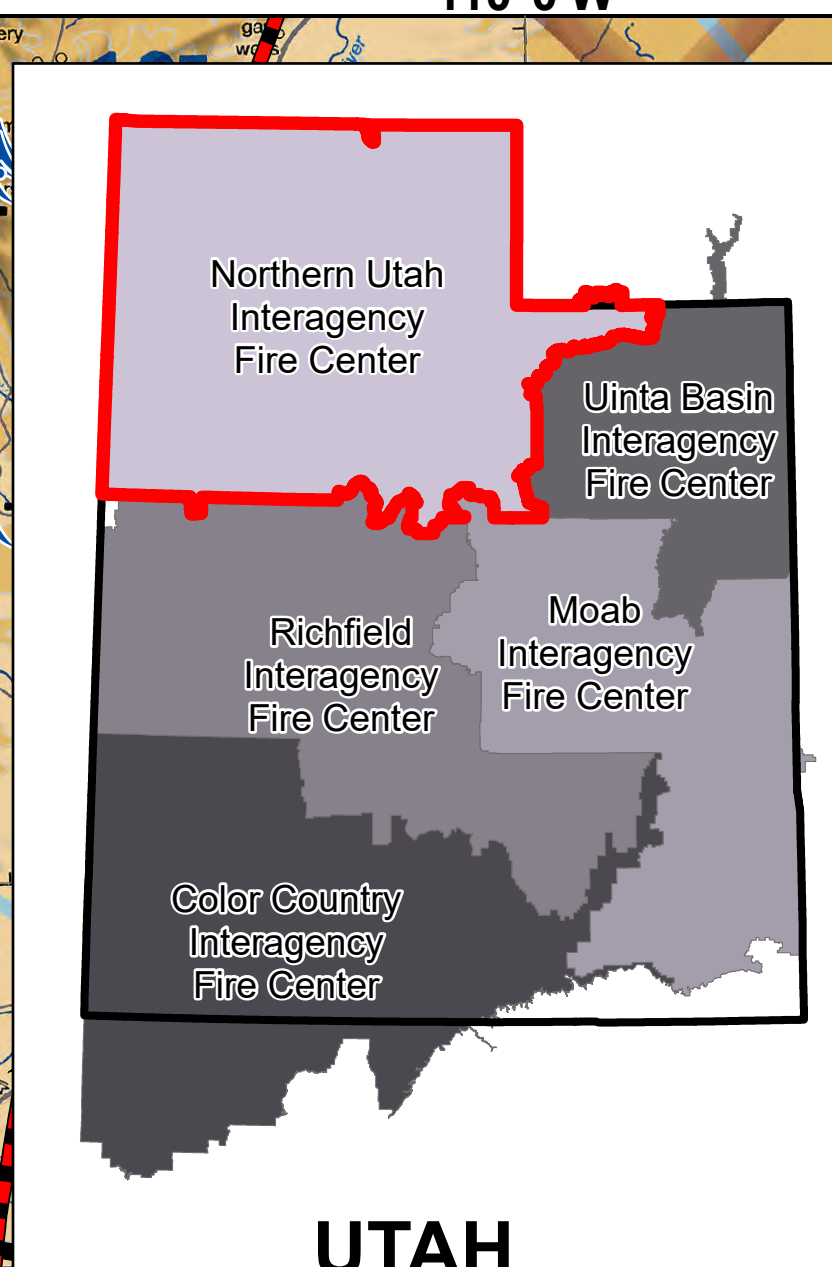 Northern Utah
Interagency
Fire Center
Uinta Basin
Interagency
Fire Center
Moab
Interagency
Fire Center
Richfield
Interagency
Fire Center
Color Country
Interagency
Fire Center
UTAH